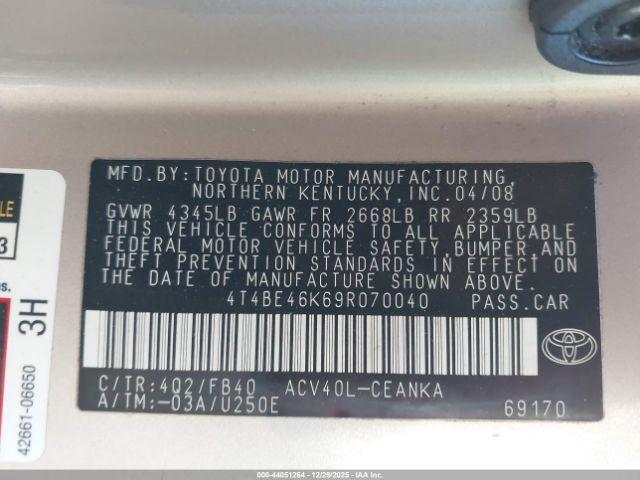 MFD.BY:TOYOTA MOTOR MANUFACTURING,
NORTHERN KENTUCKY,INC.04/08
GVWR 4345LB GAWR FR 2668LB RR 2359LB
THIS VEHICLE CONFORMS TO ALL APPLICABLE
FEDERAL MOTOR VEHICLE SAFETY,BUMPER,AND
THEFT PREVENTION STANDARDS IN EFFECT ON
THE DATE OF MANUFACTURE SHOWN ABOVE.
4T4BE46K69R070040 PASS.CAR
C/TR:4Q2/FB40 ACV40L-CEANKA
A/TM:-03A/U250E 69170
TOYOTA
3H
42661-06650
000-44051264 - 12/29/2025 - IAA Inc.